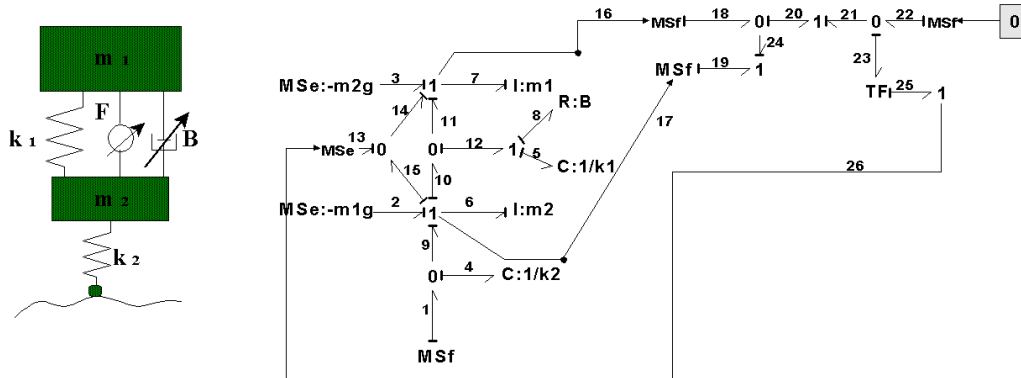 m 1
F
k 1
B
m 2
k 2
16
MSf
18
0
20
1
21
0
22
MSf
0
24
23
MSf
19
1
TF
25
1
17
26
MSe:-m2g
3
1
7
I:m1
14
11
R:B
8
13
MSe
0
0
12
1
5
C:1/k1
15
10
MSe:-m1g
2
1
6
I:m2
9
0
4
C:1/k2
1
MSf